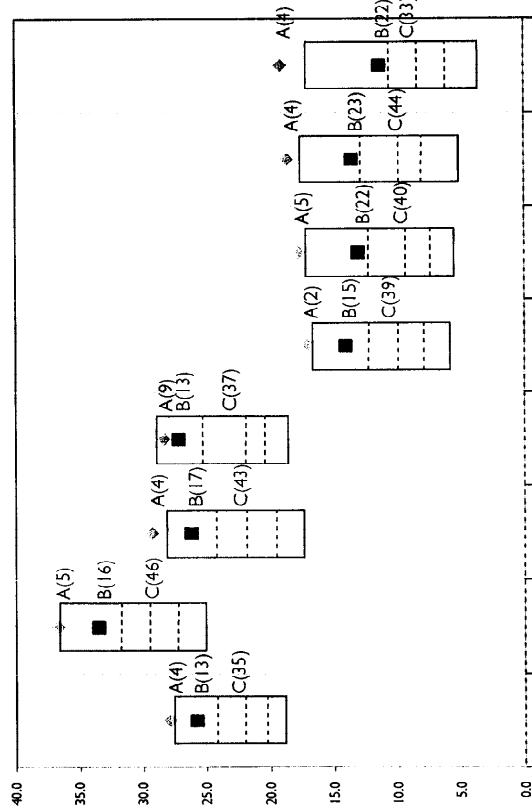 40.0
35.0
30.0
25.0
20.0
15.0
10.0
5.0
0.0
A(4)
B(13)
C(35)
A(5)
B(16)
C(46)
A(4)
B(17)
C(43)
A(9)
B(13)
C(37)
A(2)
B(15)
C(39)
A(5)
B(22)
C(40)
A(4)
B(23)
C(44)
A(4)
B(22)
C(33)